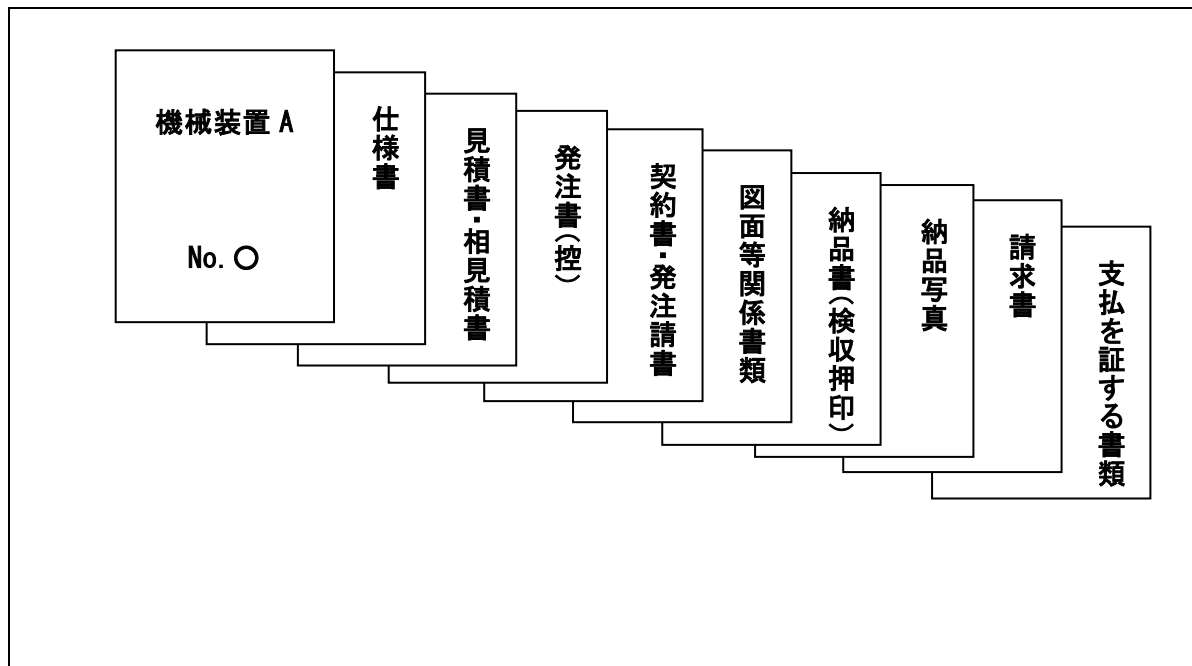 機械装置 A
No. ○
仕様書
見積書・相見積書
発注書(控)
契約書・発注請書
図面等関係書類
納品書(検収押印)
納品写真
請求書
支払を証する書類